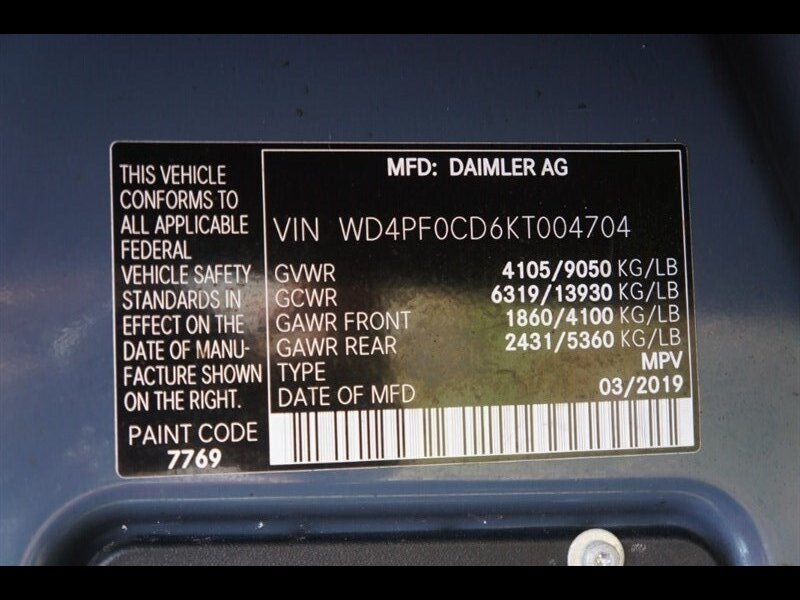 THIS VEHICLE
CONFORMS TO
ALL APPLICABLE
FEDERAL
VEHICLE SAFETY
STANDARDS IN
EFFECT ON THE
DATE OF MANU-
FACTURE SHOWN
ON THE RIGHT.
PAINT CODE
7769
MFD: DAIMLER AG
VIN WD4PF0CD6KT004704
GVWR 4105/9050 KG/LB
GCWR 6319/13930 KG/LB
GAWR FRONT 1860/4100 KG/LB
GAWR REAR 2431/5360 KG/LB
TYPE MPV
DATE OF MFD 03/2019